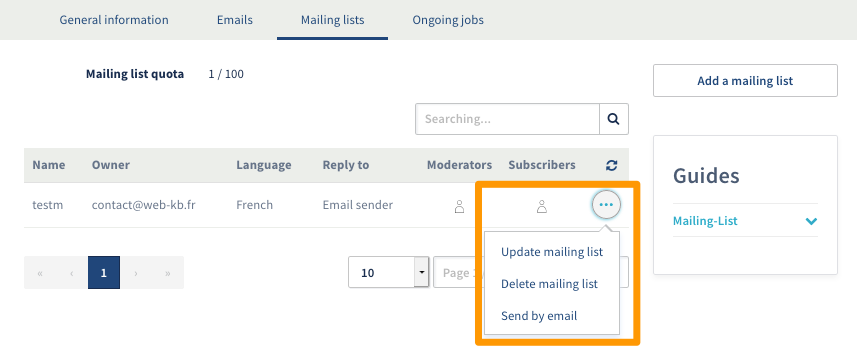 General information Emails Mailing lists Ongoing jobs
Mailing list quota 1 / 100
Add a mailing list
Searching...
Name Owner Language Reply to Moderators Subscribers
Guides
testm contact@web-kb.fr French Email sender ...
Mailing-List
Update mailing list
« ‹ 1 › » 10 Page
Delete mailing list
Send by email